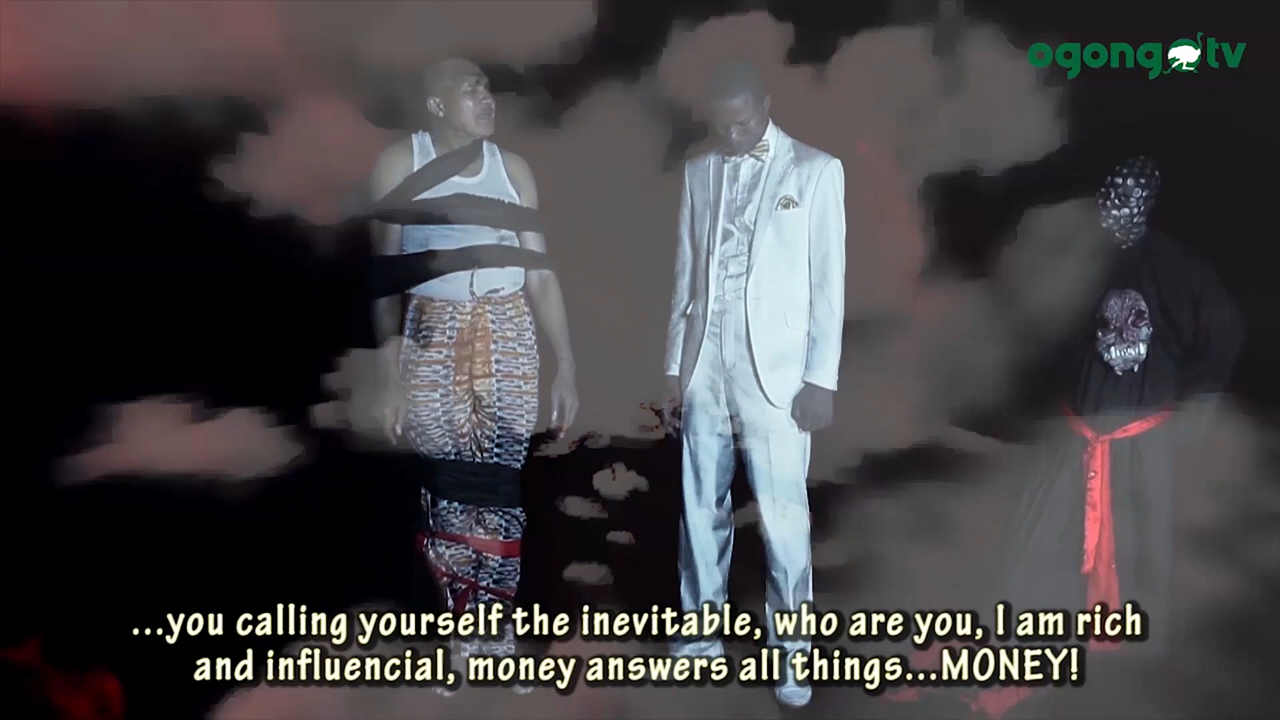 ogongotv
...you calling yourself the inevitable, who are you, I am rich
and influencial, money answers all things...MONEY!